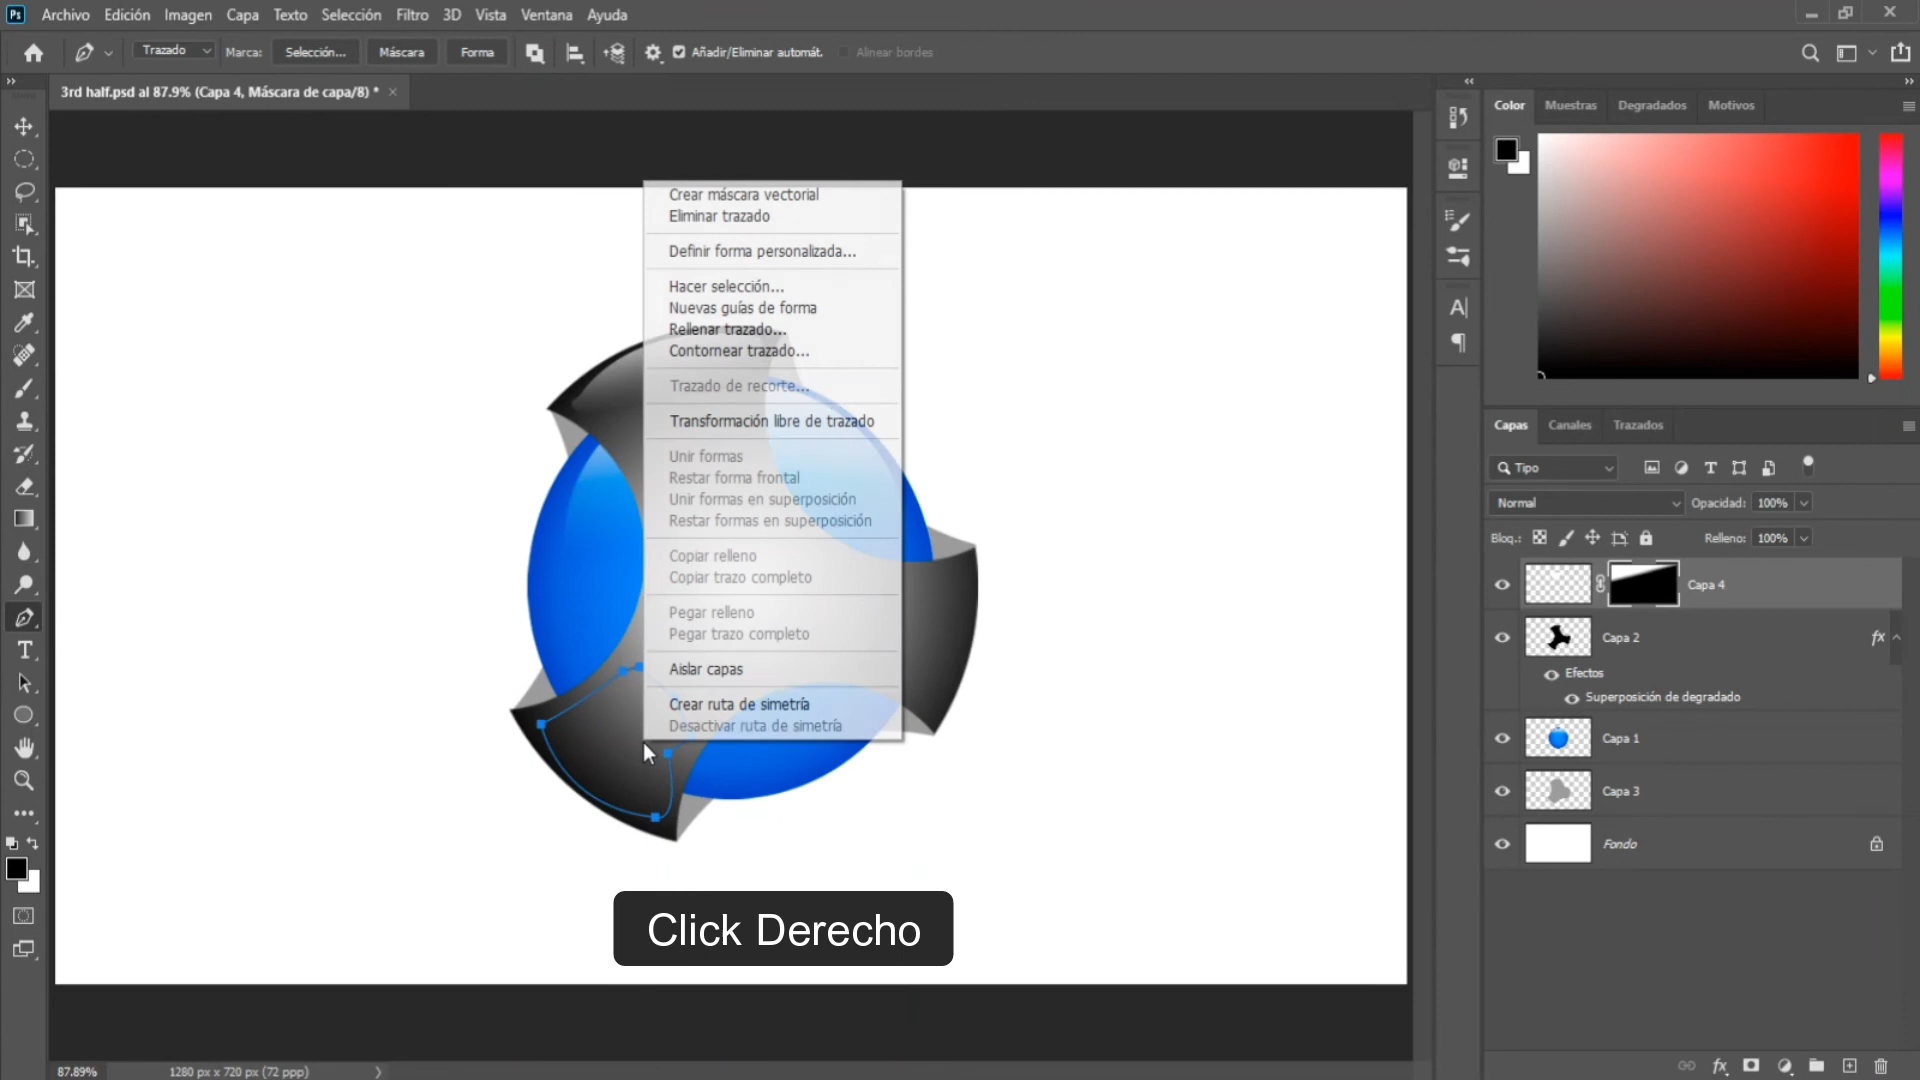 Ps Archivo Edición Imagen Capa Texto Selección Filtro 3D Vista Ventana Ayuda
Trazado Marca: Selección... Máscara Forma Añadir/Eliminar automát. Alinear bordes
3rd half.psd al 87.9% (Capa 4, Máscara de capa/8) * ×
Color Muestras Degradados Motivos
Crear máscara vectorial
Eliminar trazado
Definir forma personalizada...
Hacer selección...
Nuevas guías de forma
Rellenar trazado...
Contornear trazado...
Trazado de recorte...
Transformación libre de trazado
Unir formas
Restar forma frontal
Unir formas en superposición
Restar formas en superposición
Copiar relleno
Copiar trazo completo
Pegar relleno
Pegar trazo completo
Aislar capas
Crear ruta de simetría
Desactivar ruta de simetría
Capas Canales Trazados
Tipo
Normal Opacidad: 100%
Bloq.: Relleno: 100%
Capa 4
Capa 2 fx
Efectos
Superposición de degradado
Capa 1
Capa 3
Fondo
Click Derecho
87.89% 1280 px x 720 px (72 ppp)
fx